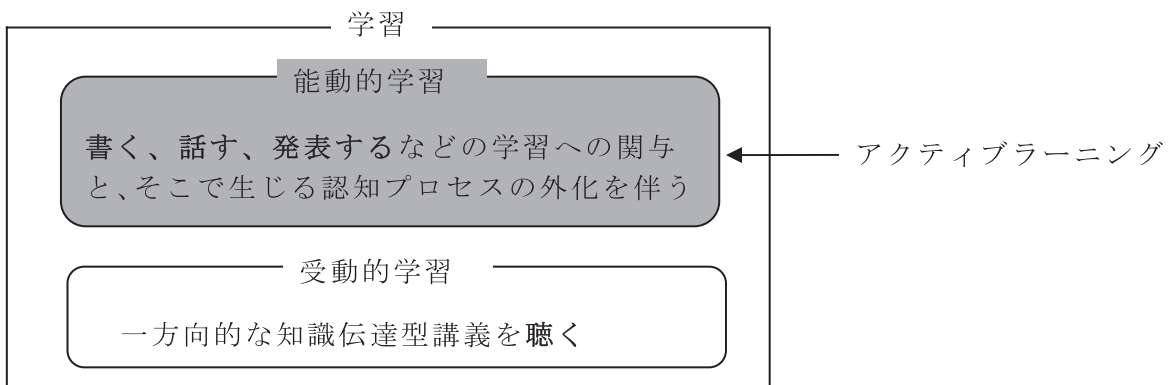 学習
能動的学習
書く、話す、発表するなどの学習への関与
と、そこで生じる認知プロセスの外化を伴う
アクティブラーニング
受動的学習
一方向的な知識伝達型講義を聴く